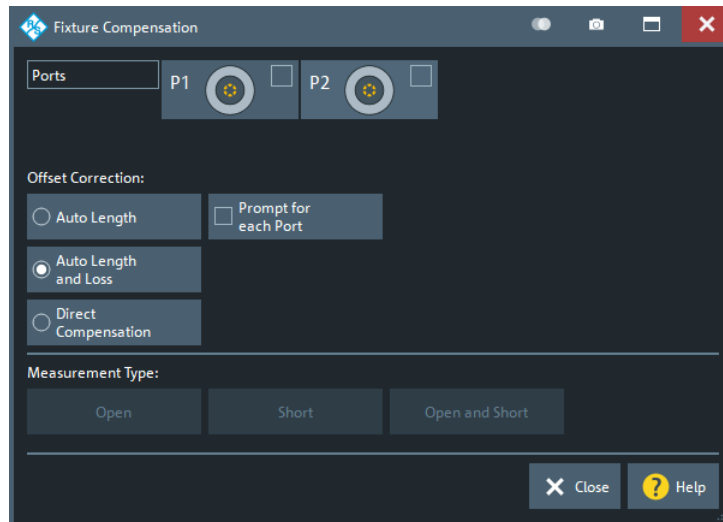 Fixture Compensation
Ports
P1
P2
Offset Correction:
Auto Length
Prompt for
each Port
Auto Length
and Loss
Direct
Compensation
Measurement Type:
Open
Short
Open and Short
Close
? Help